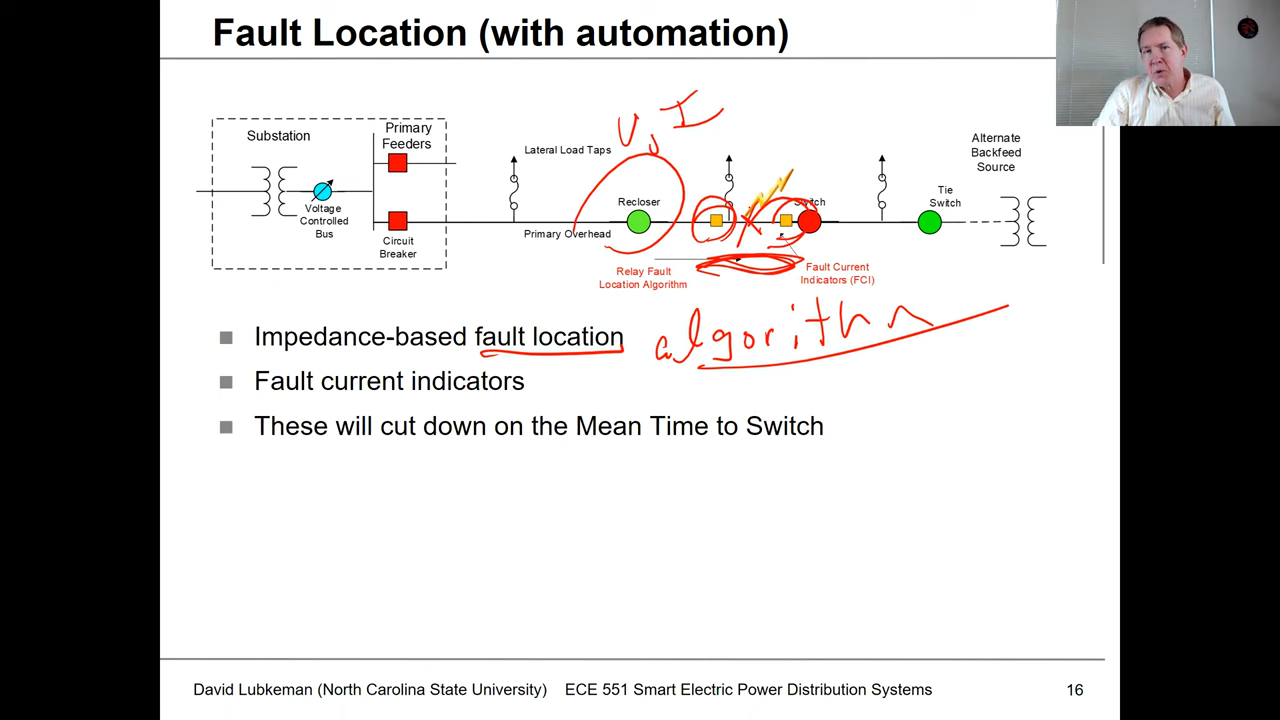 Fault Location (with automation)
Substation
Primary
Feeders
Voltage
Controlled
Bus
Circuit
Breaker
Lateral Load Taps
Primary Overhead
V, I
Recloser
Switch
Alternate
Backfeed
Source
Tie
Switch
Relay Fault
Location Algorithm
Fault Current
Indicators (FCI)
Impedance-based fault location algorithm
Fault current indicators
These will cut down on the Mean Time to Switch
David Lubkeman (North Carolina State University) ECE 551 Smart Electric Power Distribution Systems 16